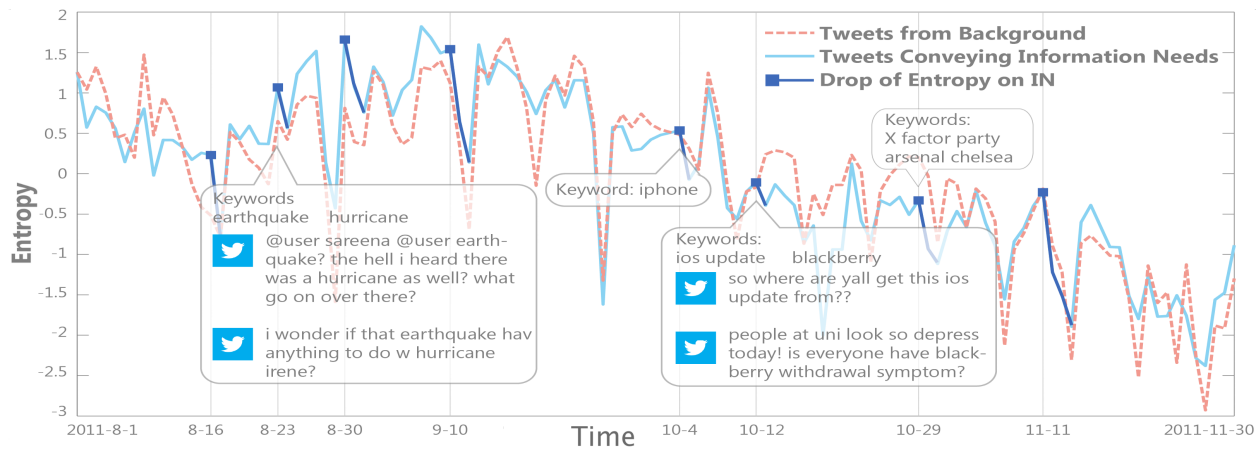 2
1.5
1
0.5
0
-0.5
-1
-1.5
-2
-2.5
-3
Entropy
Tweets from Background
Tweets Conveying Information Needs
Drop of Entropy on IN
Keywords:
X factor party
arsenal chelsea
Keyword: iphone
Keywords
earthquake hurricane
@user sareena @user earth-
quake? the hell i heard there
was a hurricane as well? what
go on over there?
i wonder if that earthquake hav
anything to do w hurricane
irene?
Keywords:
ios update blackberry
so where are yall get this ios
update from??
people at uni look so depress
today! is everyone have black-
berry withdrawal symptom?
2011-8-1 8-16 8-23 8-30 9-10 10-4 10-12 10-29 11-11 2011-11-30
Time